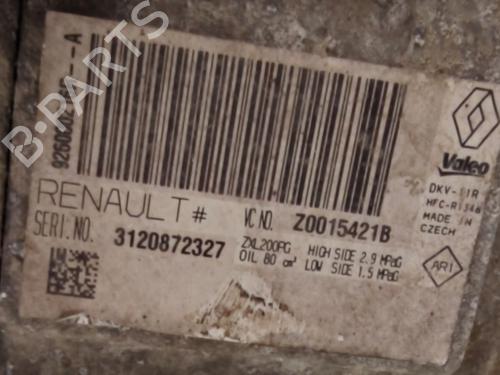 RENAULT #
VC NO. Z0015421B
SERI.NO. 3120872327
ZXL200PG
OIL 80 cm³
HIGH SIDE 2.9 MPaG
LOW SIDE 1.5 MPaG
Valeo
DKV-11R
HFC-R134a
MADE IN
CZECH
ARI
B-PARTS